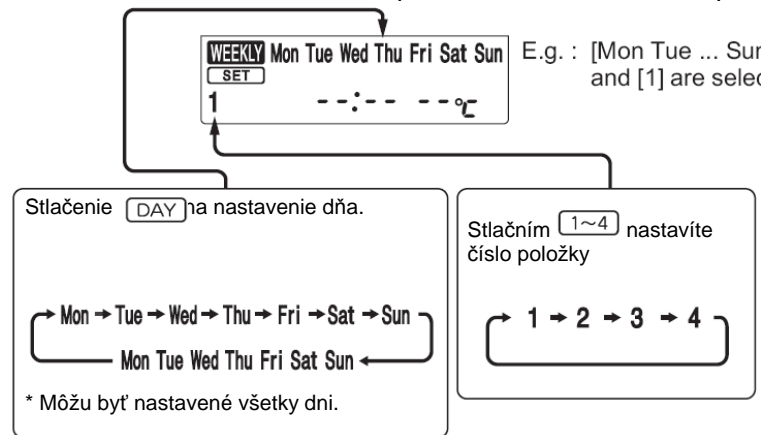 WEEKLY Mon Tue Wed Thu Fri Sat Sun
SET
1 --:-- --°C
E.g. : [Mon Tue ... Sun
and [1] are selec
Stlačenie DAY na nastavenie dňa.
Mon → Tue → Wed → Thu → Fri → Sat → Sun
Mon Tue Wed Thu Fri Sat Sun
* Môžu byť nastavené všetky dni.
Stlačním 1~4 nastavíte
číslo položky
1 → 2 → 3 → 4